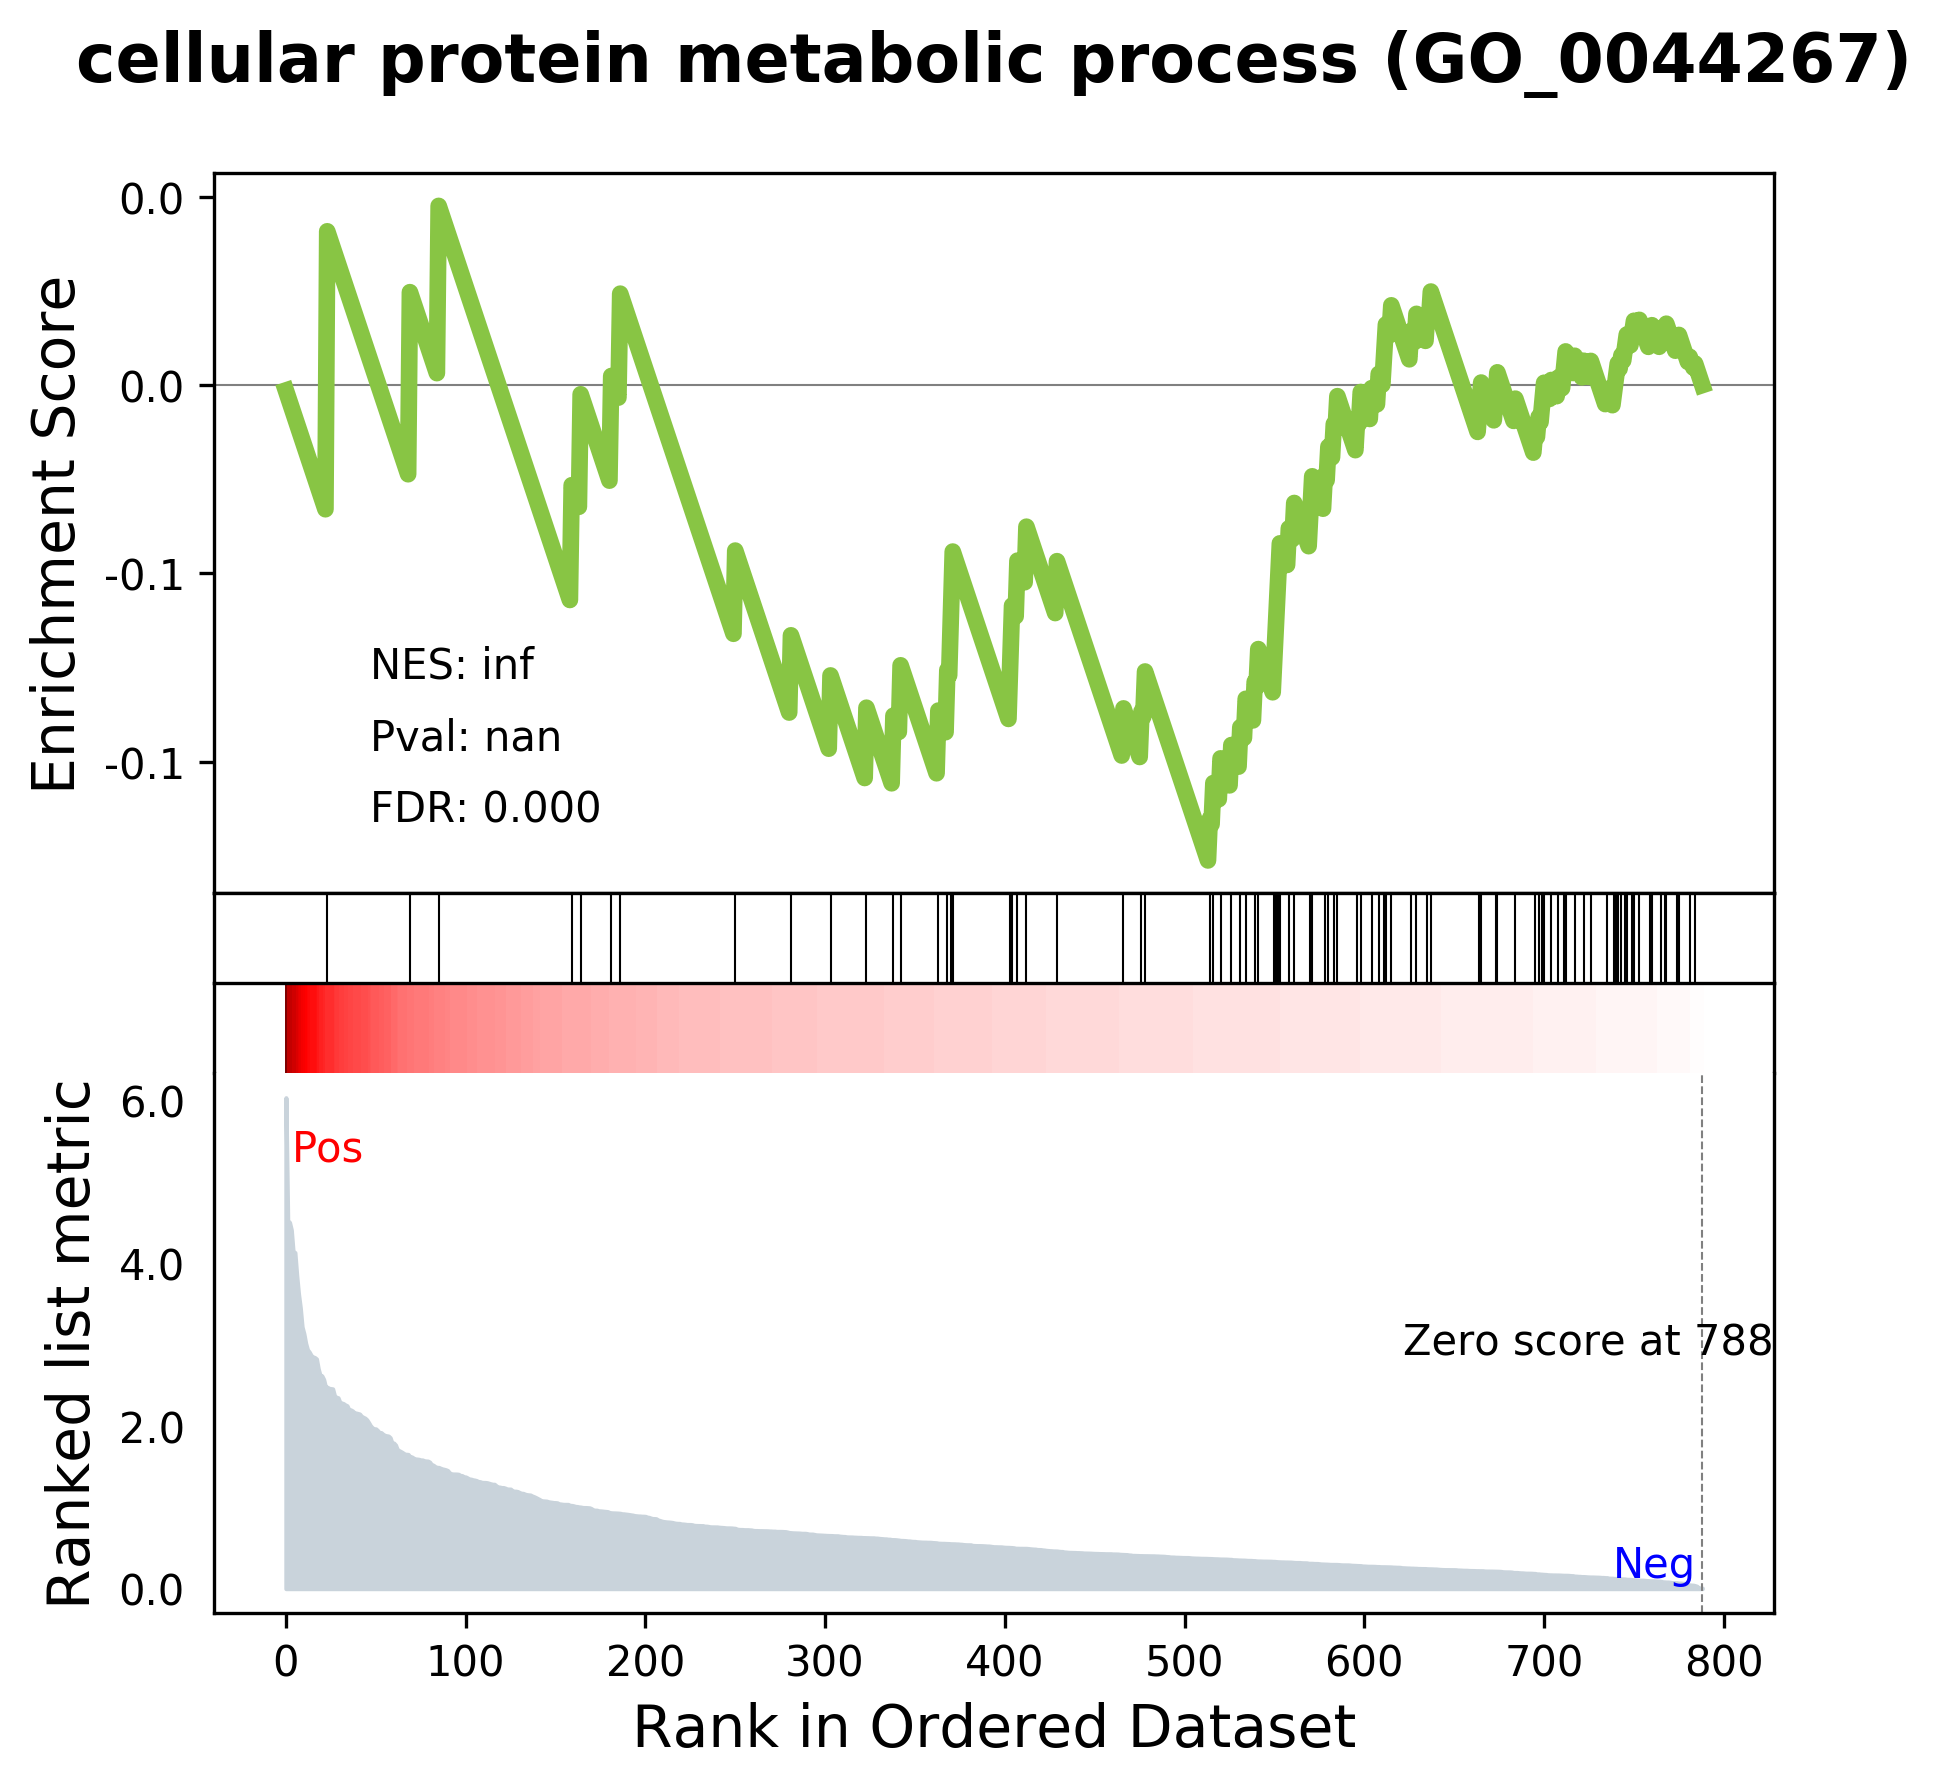 cellular protein metabolic process (GO_0044267)
Enrichment Score
0.0
0.0
-0.1
-0.1
NES: inf
Pval: nan
FDR: 0.000
Ranked list metric
6.0
4.0
2.0
0.0
Pos
Zero score at 788
Neg
0 100 200 300 400 500 600 700 800
Rank in Ordered Dataset